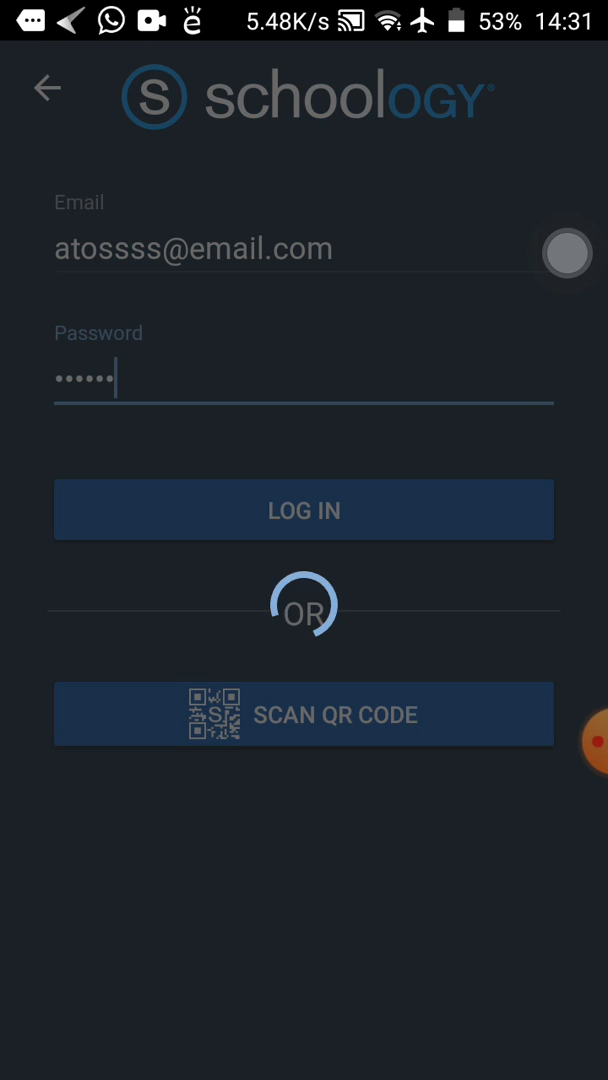 5.48K/s 53% 14:31
S schoology®
Email
atossss@email.com
Password
••••••
LOG IN
OR
S SCAN QR CODE